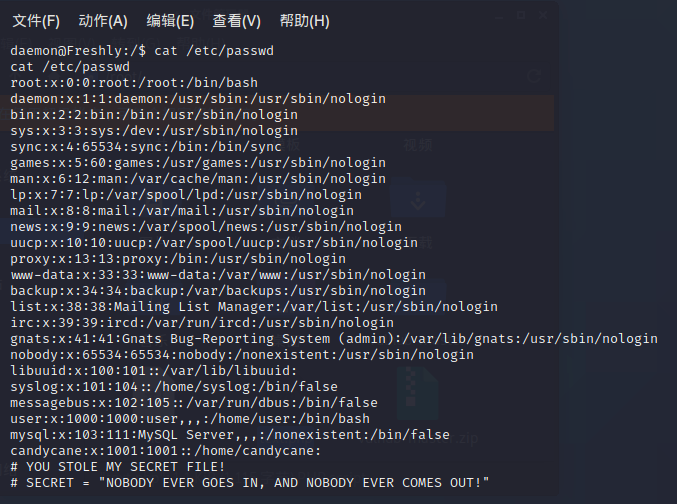 文件(F) 动作(A) 编辑(E) 查看(V) 帮助(H)
daemon@Freshly:/$ cat /etc/passwd
cat /etc/passwd
root:x:0:0:root:/root:/bin/bash
daemon:x:1:1:daemon:/usr/sbin:/usr/sbin/nologin
bin:x:2:2:bin:/bin:/usr/sbin/nologin
sys:x:3:3:sys:/dev:/usr/sbin/nologin
sync:x:4:65534:sync:/bin:/bin/sync
games:x:5:60:games:/usr/games:/usr/sbin/nologin
man:x:6:12:man:/var/cache/man:/usr/sbin/nologin
lp:x:7:7:lp:/var/spool/lpd:/usr/sbin/nologin
mail:x:8:8:mail:/var/mail:/usr/sbin/nologin
news:x:9:9:news:/var/spool/news:/usr/sbin/nologin
uucp:x:10:10:uucp:/var/spool/uucp:/usr/sbin/nologin
proxy:x:13:13:proxy:/bin:/usr/sbin/nologin
www-data:x:33:33:www-data:/var/www:/usr/sbin/nologin
backup:x:34:34:backup:/var/backups:/usr/sbin/nologin
list:x:38:38:Mailing List Manager:/var/list:/usr/sbin/nologin
irc:x:39:39:ircd:/var/run/ircd:/usr/sbin/nologin
gnats:x:41:41:Gnats Bug-Reporting System (admin):/var/lib/gnats:/usr/sbin/nologin
nobody:x:65534:65534:nobody:/nonexistent:/usr/sbin/nologin
libuuid:x:100:101::/var/lib/libuuid:
syslog:x:101:104::/home/syslog:/bin/false
messagebus:x:102:105::/var/run/dbus:/bin/false
user:x:1000:1000:user,,,:/home/user:/bin/bash
mysql:x:103:111:MySQL Server,,,:/nonexistent:/bin/false
candycane:x:1001:1001::/home/candycane:
# YOU STOLE MY SECRET FILE!
# SECRET = "NOBODY EVER GOES IN, AND NOBODY EVER COMES OUT!"